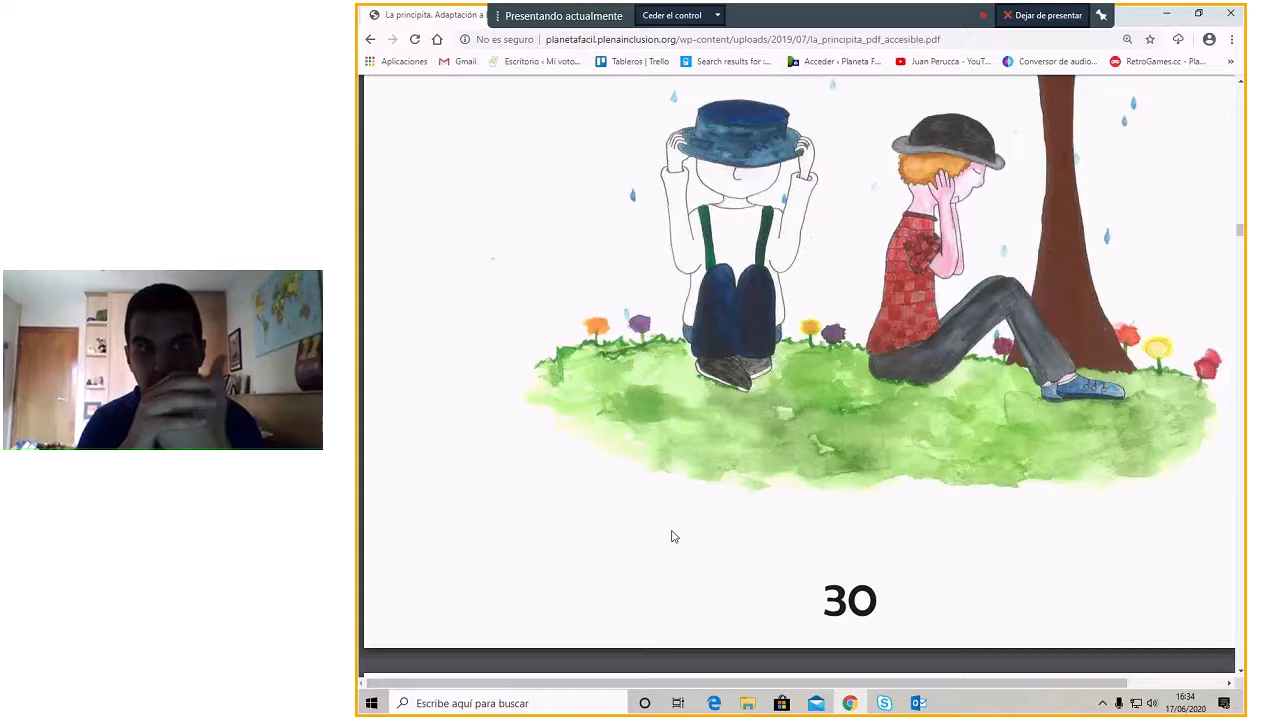 La principita. Adaptación a
Presentando actualmente
Ceder el control
Dejar de presentar
No es seguro
planetafacil.plenainclusion.org/wp-content/uploads/2019/07/la_principita_pdf_accesible.pdf
Aplicaciones
Gmail
Escritorio ‹ Mi voto...
Tableros | Trello
Search results for :...
Acceder ‹ Planeta F...
Juan Perucca - YouT...
Conversor de audio...
RetroGames.cc - Pla...
»
30
Escribe aquí para buscar
16:34
17/06/2020